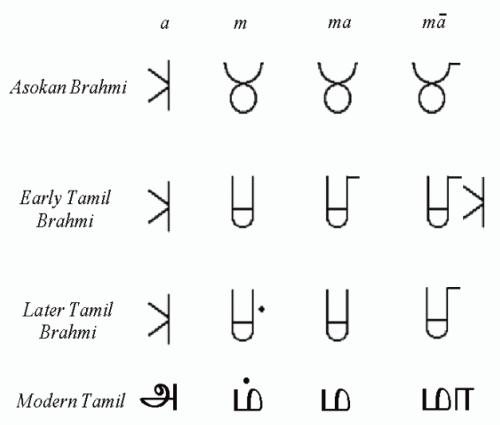 a m ma mā
Asokan Brahmi 𑀅 𑀫 𑀫 𑀫𑀸
Early Tamil
Brahmi 𑀅 𑀫 𑀫𑀸 𑀫𑀸𑀅
Later Tamil
Brahmi 𑀅 𑀫𑁆 𑀫 𑀫𑀸
Modern Tamil அ ம் ம மா